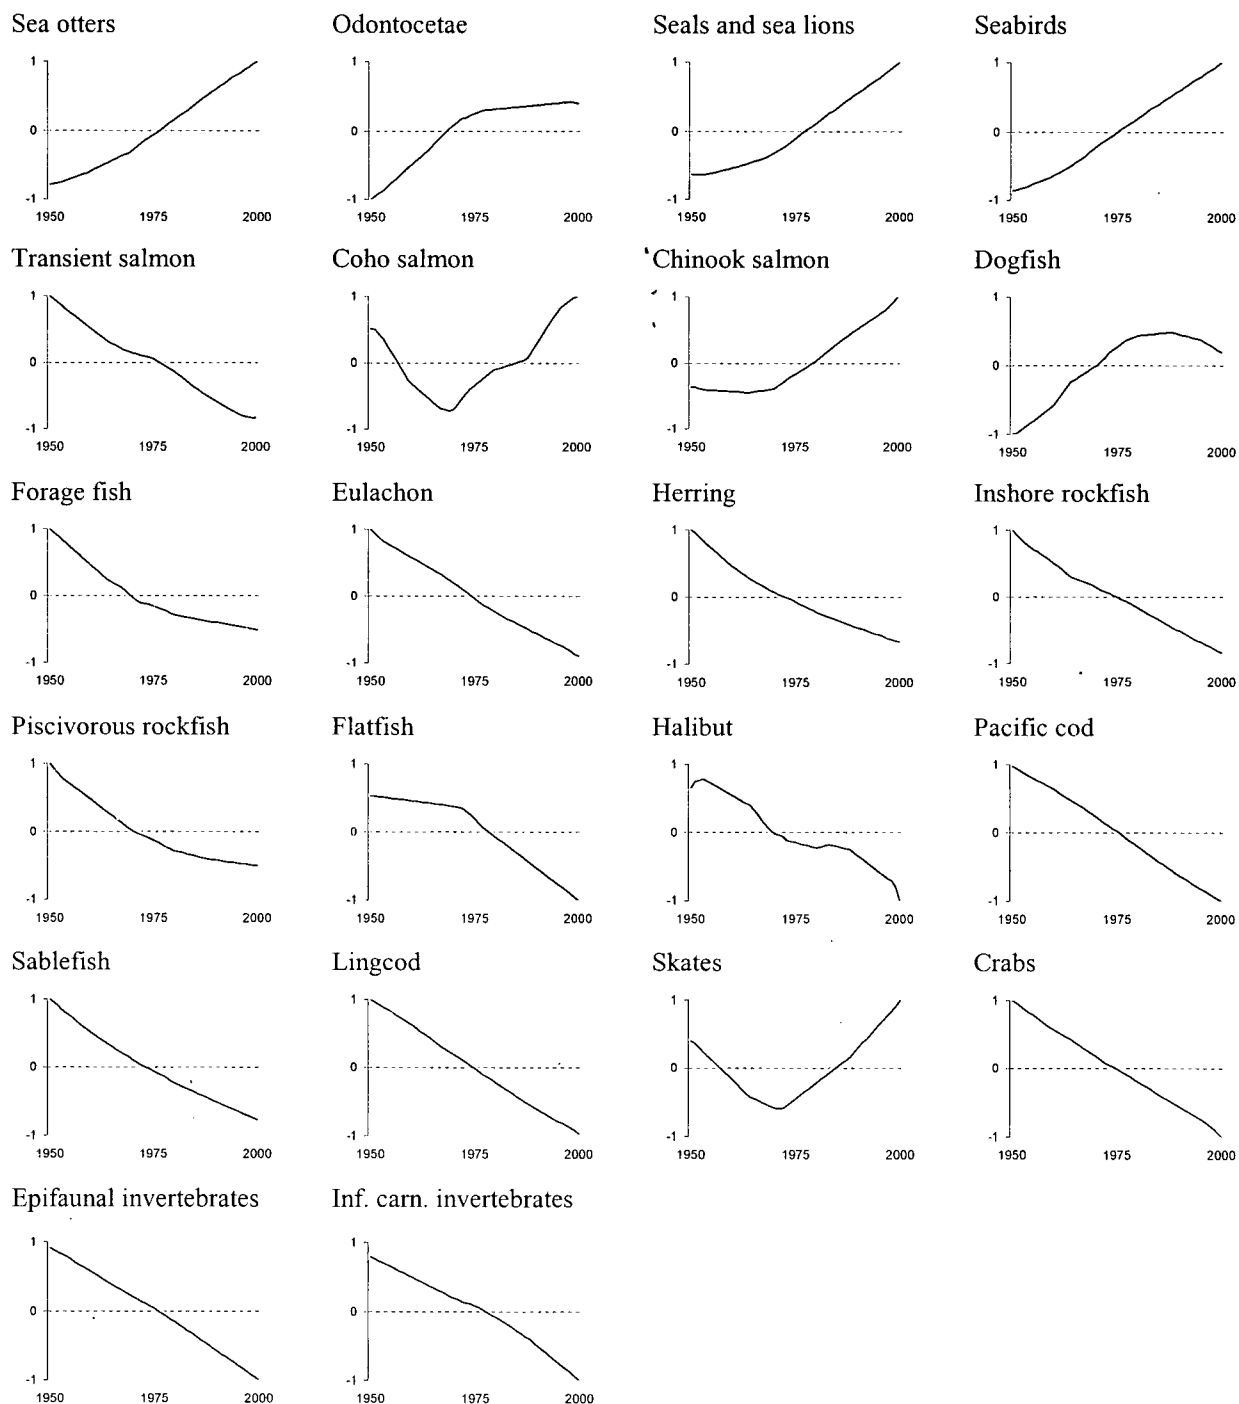 Sea otters Odontocetae Seals and sea lions Seabirds
1 1 1 1
0 0 0 0
-1 -1 -1 -1
1950 1975 2000 1950 1975 2000 1950 1975 2000 1950 1975 2000
Transient salmon Coho salmon Chinook salmon Dogfish
1 1 1 1
0 0 0 0
-1 -1 -1 -1
1950 1975 2000 1950 1975 2000 1950 1975 2000 1950 1975 2000
Forage fish Eulachon Herring Inshore rockfish
1 1 1 1
0 0 0 0
-1 -1 -1 -1
1950 1975 2000 1950 1975 2000 1950 1975 2000 1950 1975 2000
Piscivorous rockfish Flatfish Halibut Pacific cod
1 1 1 1
0 0 0 0
-1 -1 -1 -1
1950 1975 2000 1950 1975 2000 1950 1975 2000 1950 1975 2000
Sablefish Lingcod Skates Crabs
1 1 1 1
0 0 0 0
-1 -1 -1 -1
1950 1975 2000 1950 1975 2000 1950 1975 2000 1950 1975 2000
Epifaunal invertebrates Inf. carn. invertebrates
1 1
0 0
-1 -1
1950 1975 2000 1950 1975 2000